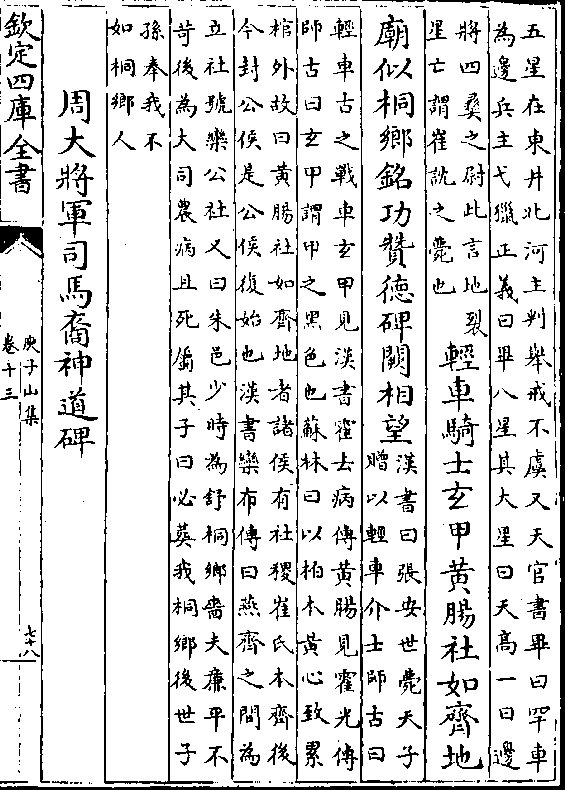 五星在東井北河主判舉戒不虞又天官書畢曰罕車
為邊兵主弋獵正義曰畢八星其大星曰天高一曰邊
將四夷之尉此言地裂
星亡謂崔說之薨也
輕車騎士玄甲黃腸社如齊地
廟似桐鄉銘功贊德碑闕相望
漢書曰張安世薨天子
贈以輕車介士師古曰
輕車古之戰車玄甲見漢書霍去病傳黃腸見霍光傳
師古曰玄甲謂甲之黑色也蘇林曰以柏木黃心致累
棺外故曰黃腸社如齊地者諸侯有社稷崔氏本齊後
今封公侯是公侯復始也漢書欒布傳曰燕齊之間為
立社號欒公社又曰朱邑少時為舒桐鄉嗇夫廉平不
苛後為大司農病且死屬其子曰必葬我桐鄉後世子
孫奉我不
如桐鄉人
周大將軍司馬裔神道碑
欽定四庫全書
庾子山集
卷十三
七十八